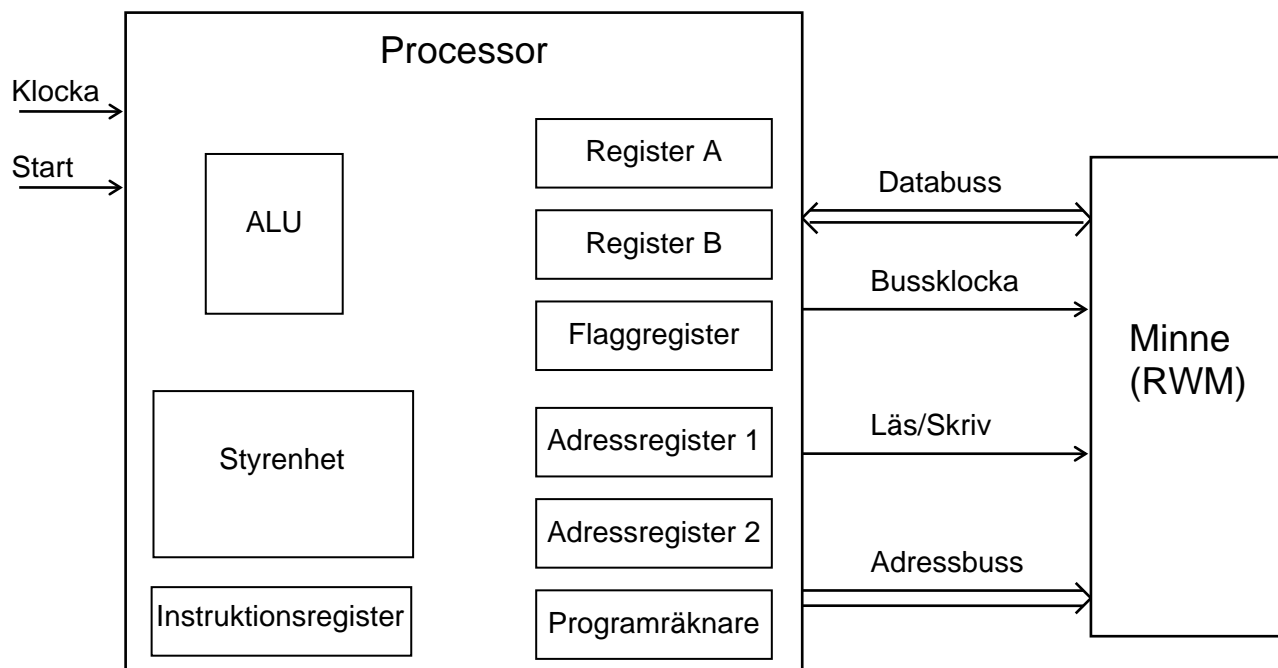 Processor
Klocka
Start
ALU
Styrenhet
Instruktionsregister
Register A
Register B
Flaggregister
Adressregister 1
Adressregister 2
Programräknare
Databuss
Bussklocka
Läs/Skriv
Adressbuss
Minne
(RWM)